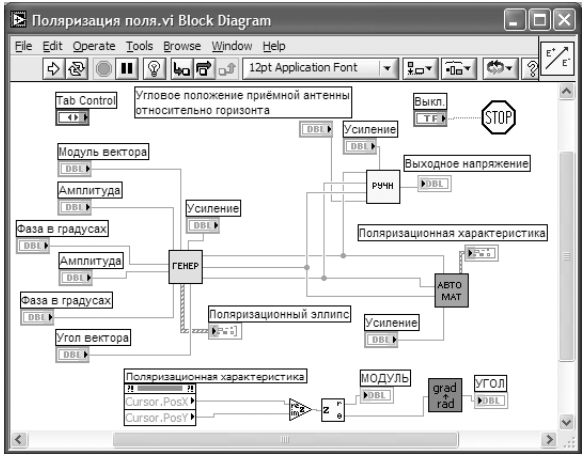 Поляризация поля.vi Block Diagram
File Edit Operate Tools Browse Window Help
12pt Application Font
Tab Control
Угловое положение приёмной антенны
относительно горизонта
DBL
Выкл.
TF
STOP
Усиление
DBL
Модуль вектора
DBL
РУЧН
Выходное напряжение
DBL
Амплитуда
DBL
Усиление
DBL
Фаза в градусах
DBL
Поляризационная характеристика
Амплитуда
DBL
ГЕНЕР
АВТО
МАТ
Фаза в градусах
DBL
Поляризационный эллипс
Усиление
DBL
Угол вектора
DBL
Поляризационная характеристика
Cursor.PosX
Cursor.PosY
re
im
z
z
r
θ
МОДУЛЬ
DBL
grad
rad
УГОЛ
DBL